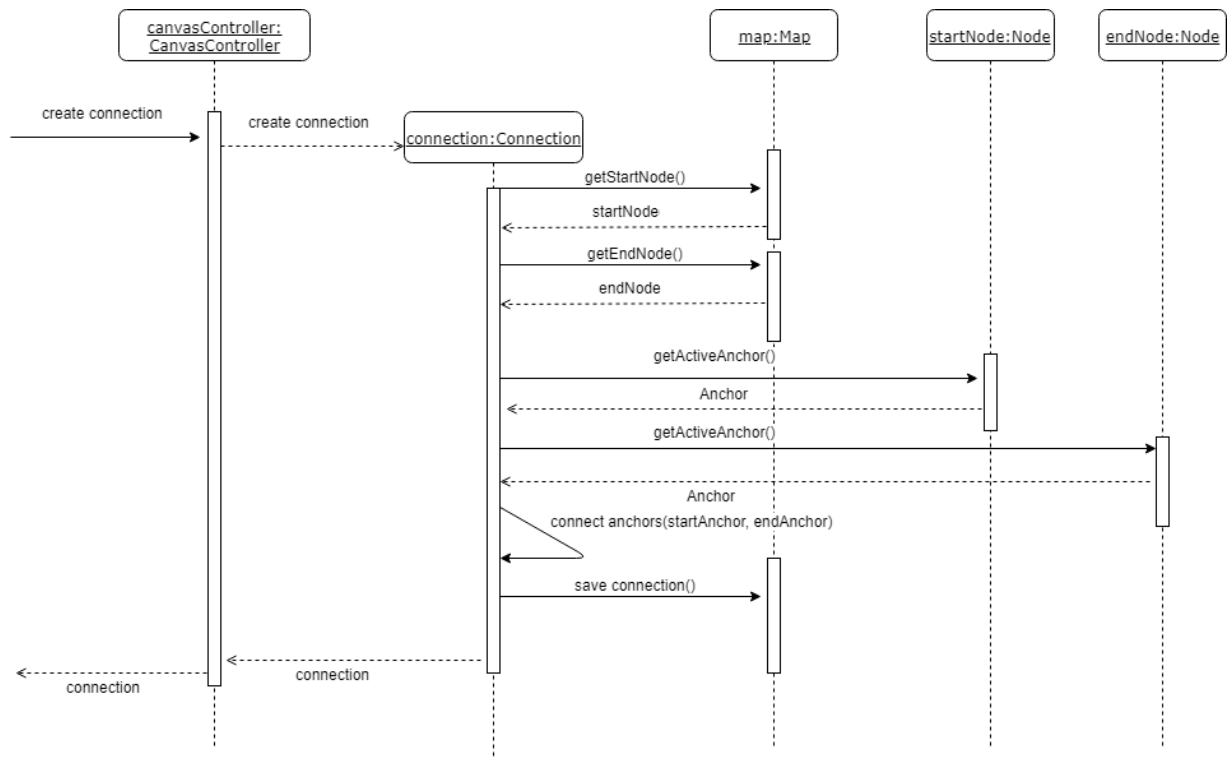 canvasController:
CanvasController
map:Map
startNode:Node
endNode:Node
create connection
create connection
connection:Connection
getStartNode()
startNode
getEndNode()
endNode
getActiveAnchor()
Anchor
getActiveAnchor()
Anchor
connect anchors(startAnchor, endAnchor)
save connection()
connection
connection